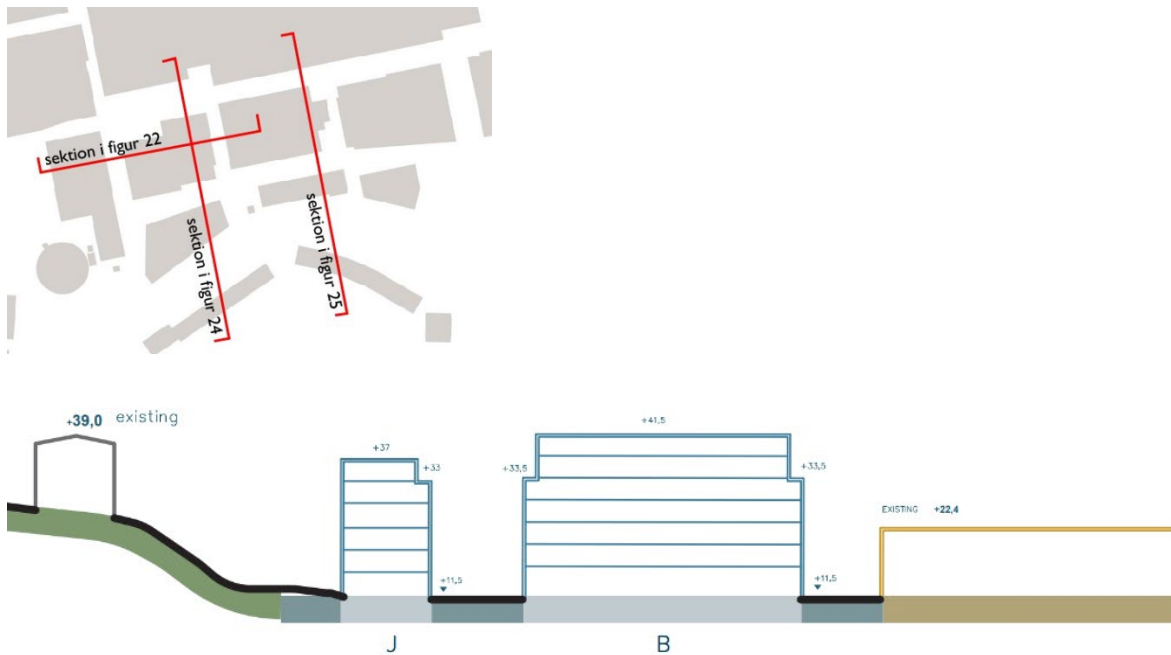 sektion i figur 22
sektion i figur 24
sektion i figur 25
+39,0 existing
+37
+33
+41,5
+33,5
+33,5
EXISTING +22,4
+11,5
+11,5
J
B